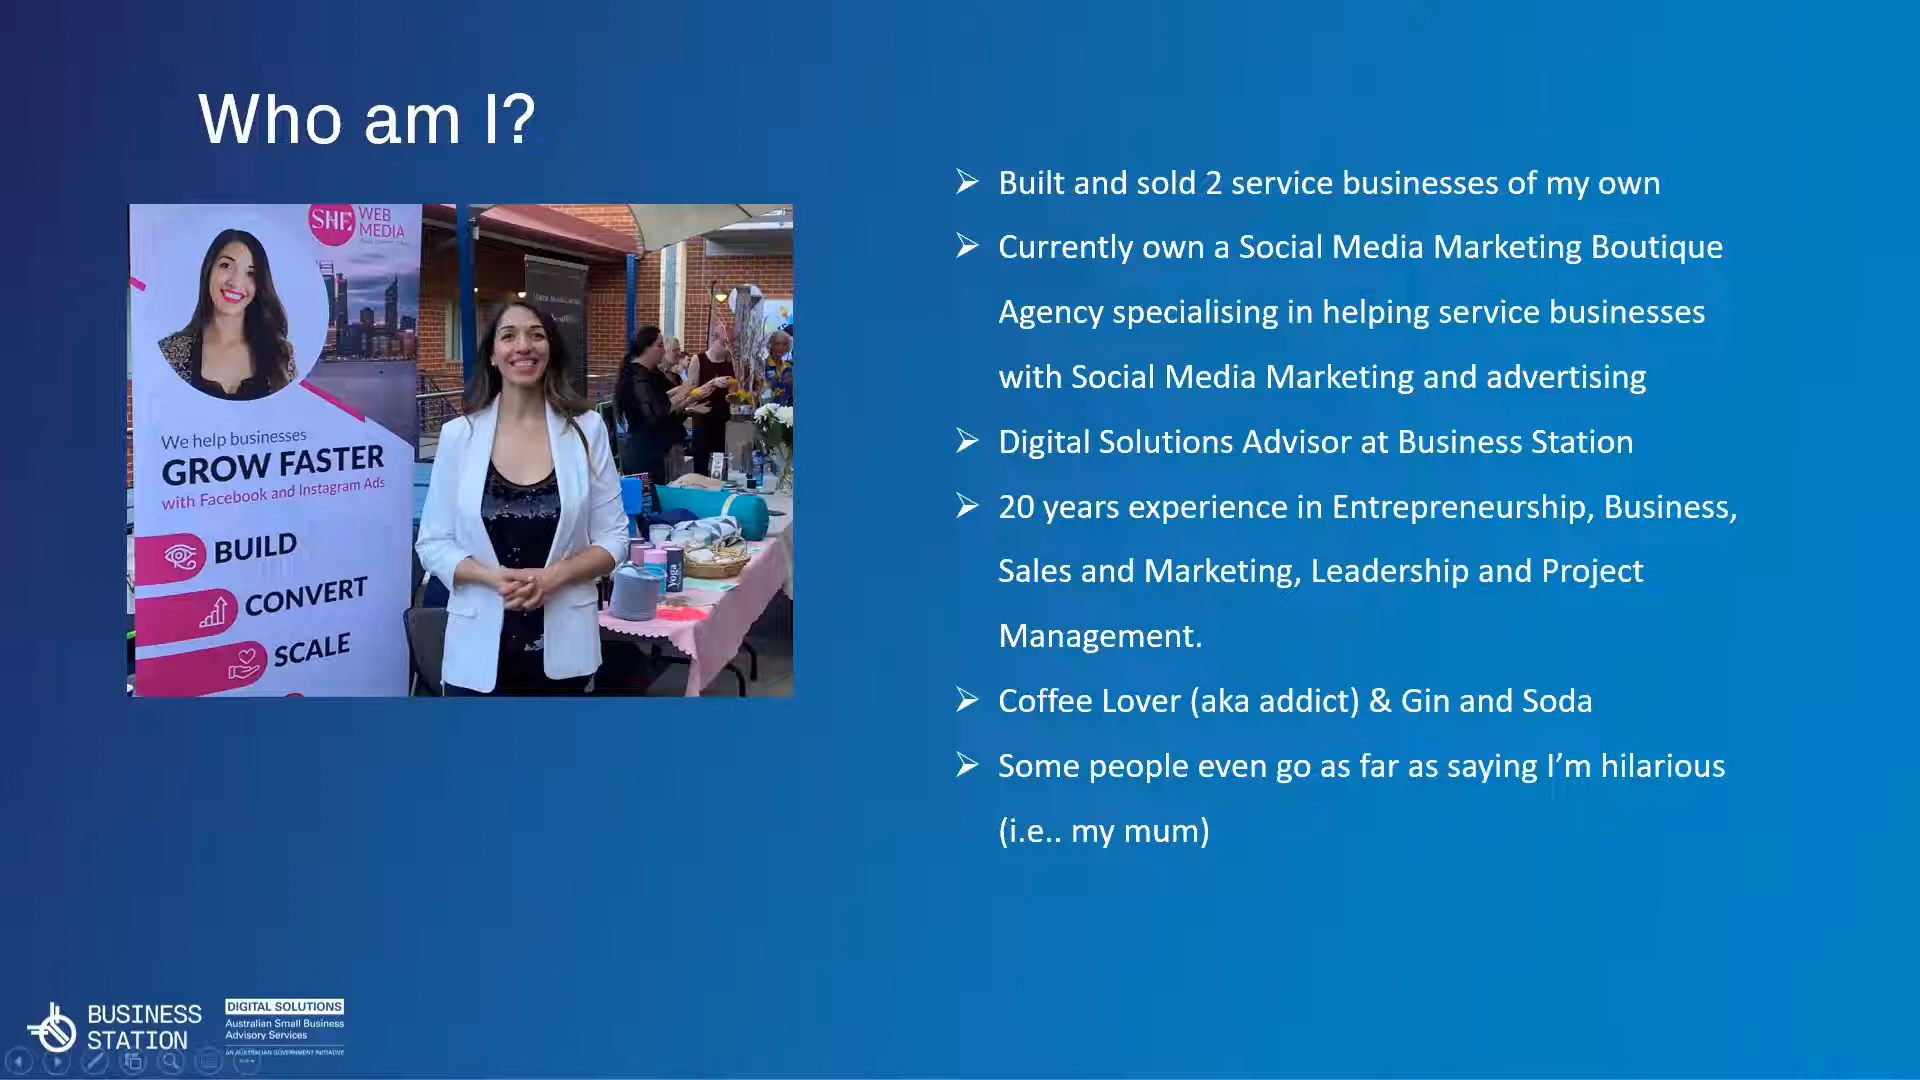 Who am I?
SHE WEB
MEDIA
We help businesses
GROW FASTER
with Facebook and Instagram Ads
BUILD
CONVERT
SCALE
Yoga
Built and sold 2 service businesses of my own
Currently own a Social Media Marketing Boutique
Agency specialising in helping service businesses
with Social Media Marketing and advertising
Digital Solutions Advisor at Business Station
20 years experience in Entrepreneurship, Business,
Sales and Marketing, Leadership and Project
Management.
Coffee Lover (aka addict) & Gin and Soda
Some people even go as far as saying I’m hilarious
(i.e.. my mum)
BUSINESS
STATION
DIGITAL SOLUTIONS
Australian Small Business
Advisory Services
AN AUSTRALIAN GOVERNMENT INITIATIVE